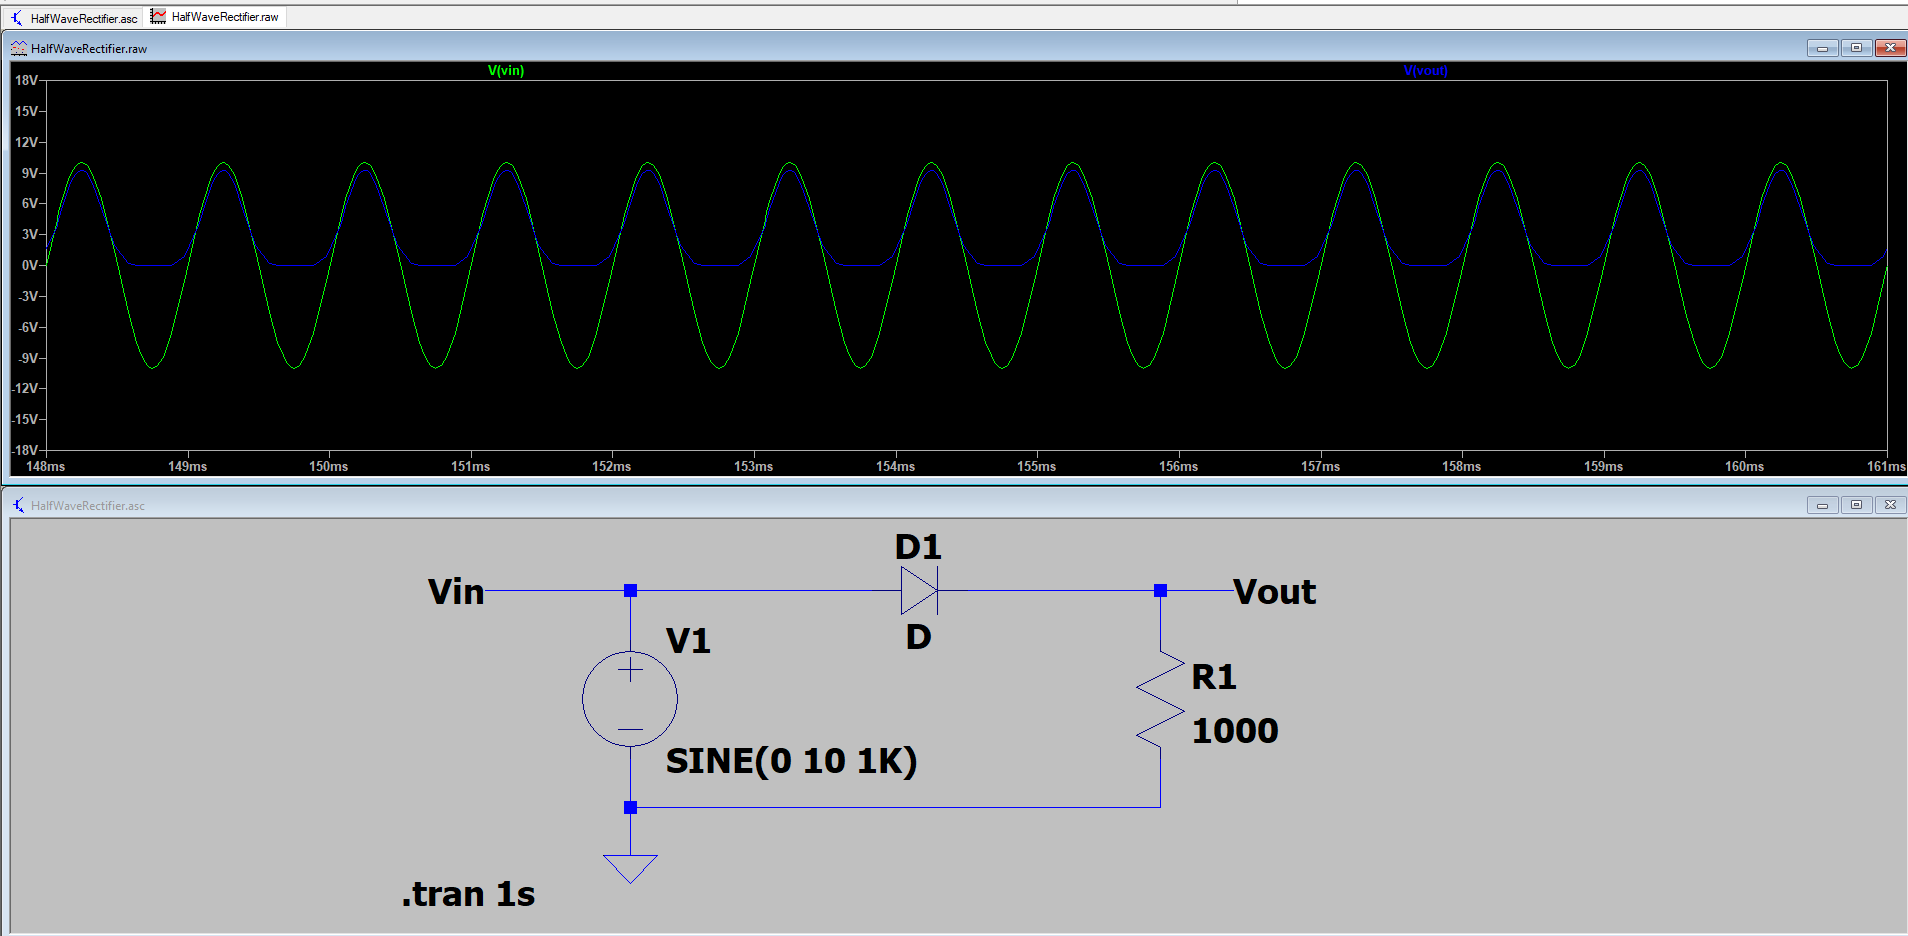 HalfWaveRectifier.asc HalfWaveRectifier.raw
HalfWaveRectifier.raw
V(vin) V(vout)
18V
15V
12V
9V
6V
3V
0V
-3V
-6V
-9V
-12V
-15V
-18V
148ms 149ms 150ms 151ms 152ms 153ms 154ms 155ms 156ms 157ms 158ms 159ms 160ms 161ms
HalfWaveRectifier.asc
D1
Vin Vout
D
V1
R1
1000
SINE(0 10 1K)
.tran 1s